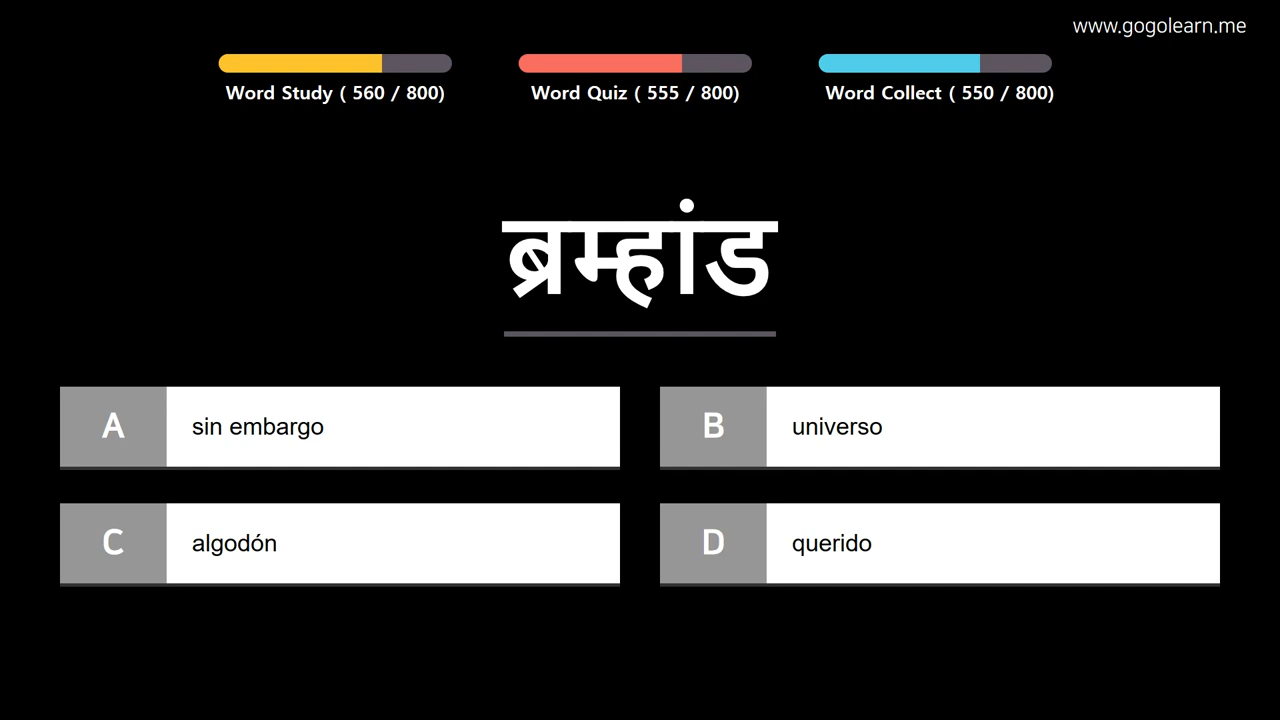 www.gogolearn.me
Word Study ( 560 / 800)
Word Quiz ( 555 / 800)
Word Collect ( 550 / 800)
ब्रम्हांड
A sin embargo
B universo
C algodón
D querido